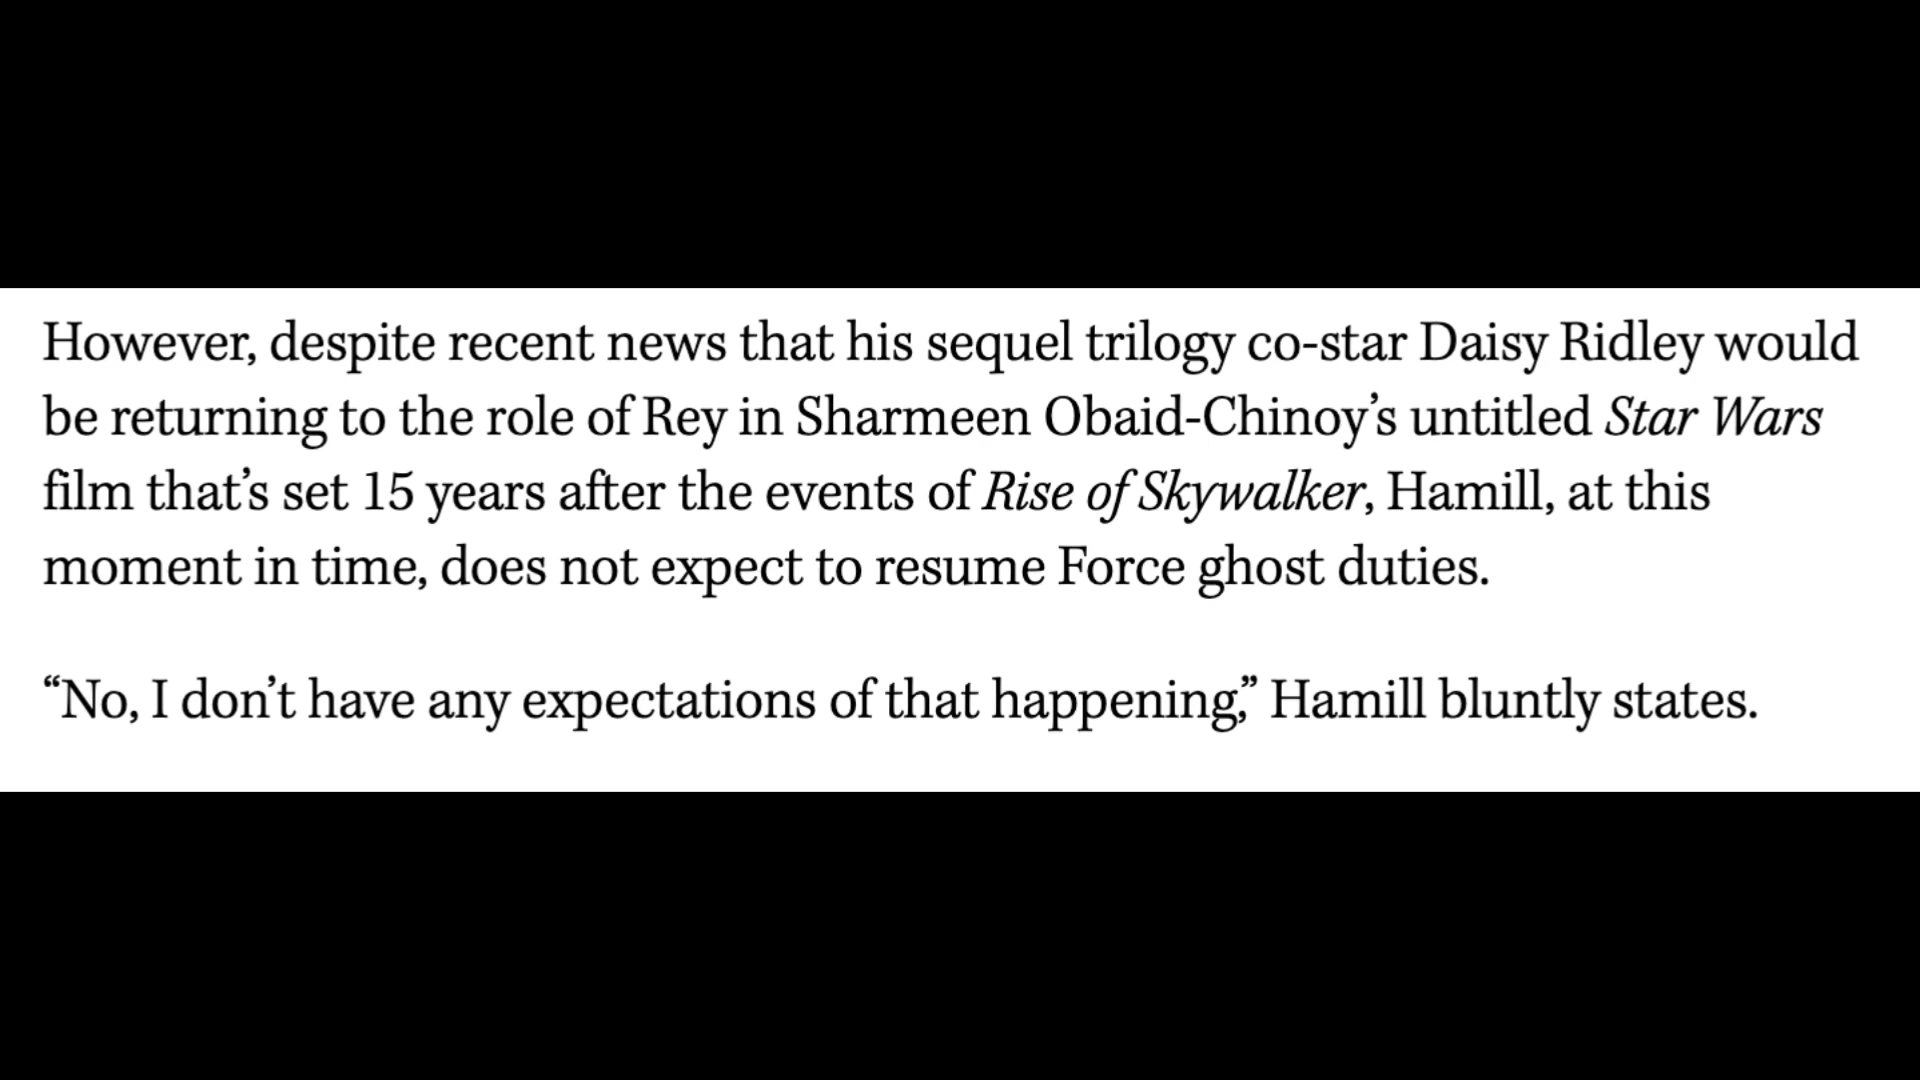 However, despite recent news that his sequel trilogy co-star Daisy Ridley would
be returning to the role of Rey in Sharmeen Obaid-Chinoy’s untitled Star Wars
film that’s set 15 years after the events of Rise of Skywalker, Hamill, at this
moment in time, does not expect to resume Force ghost duties.
“No, I don’t have any expectations of that happening,” Hamill bluntly states.